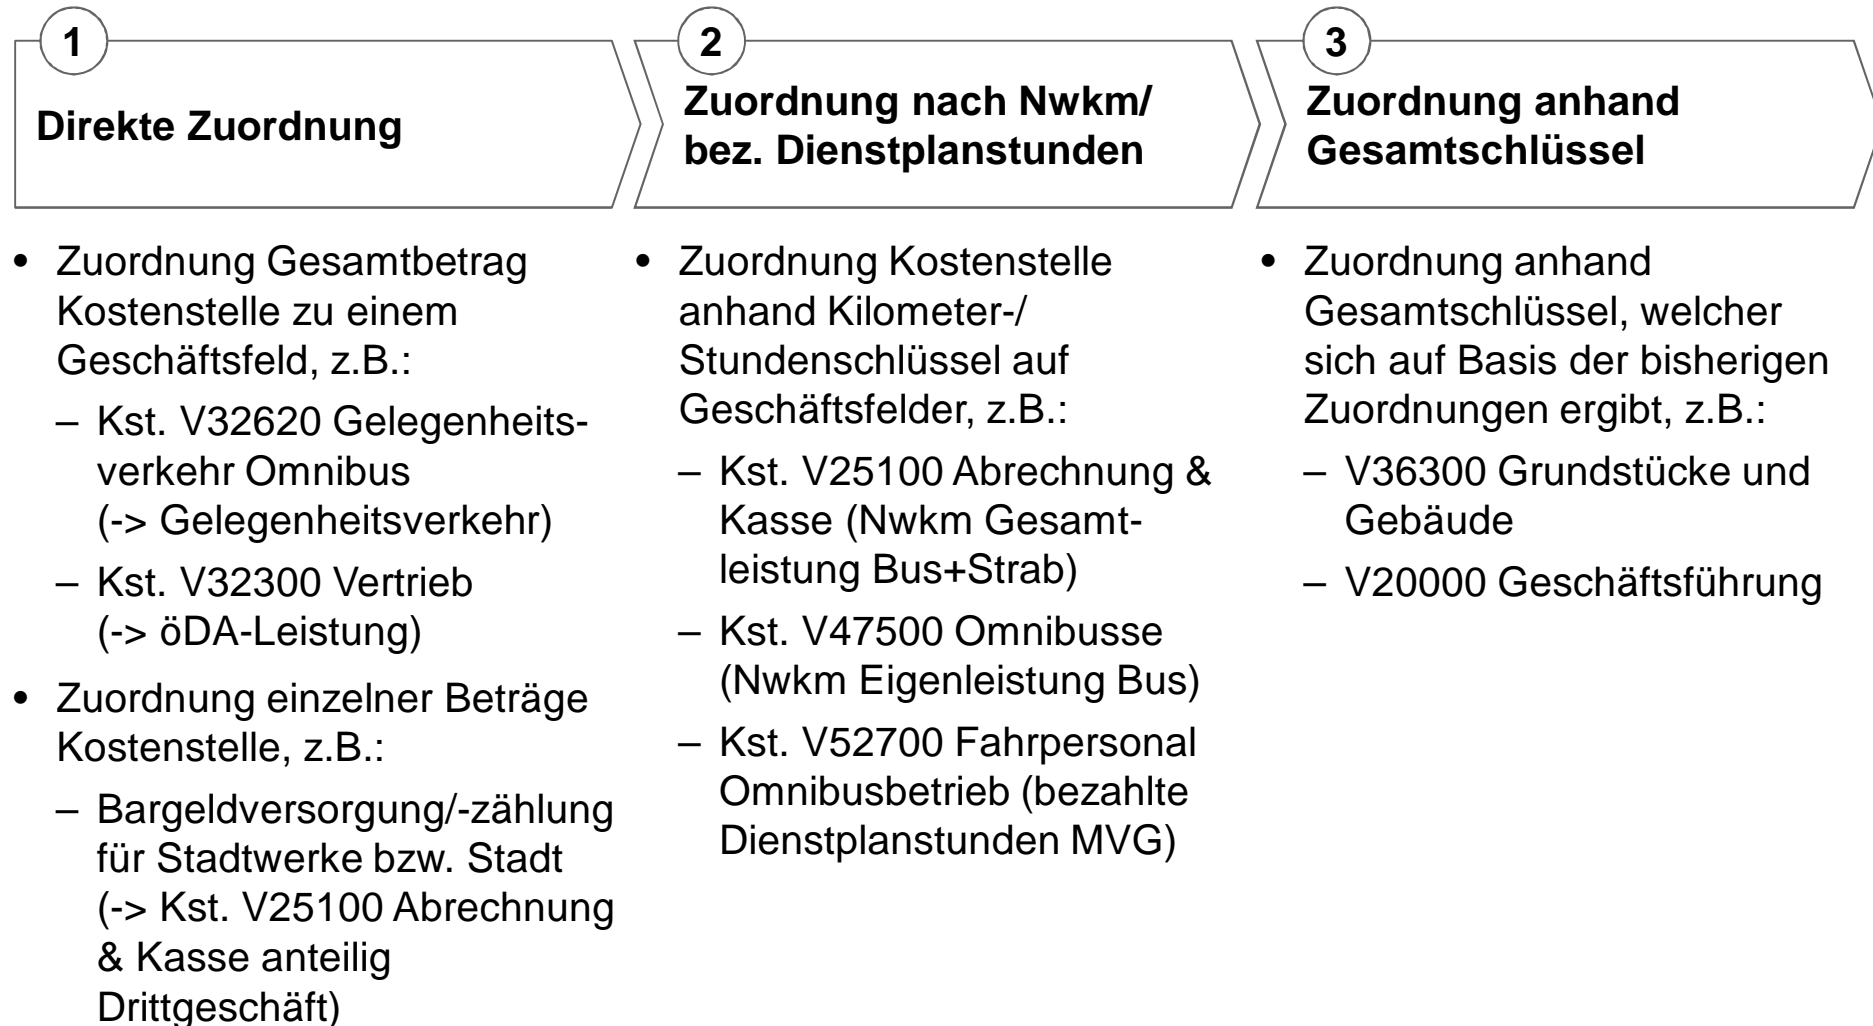 1
Direkte Zuordnung
• Zuordnung Gesamtbetrag
Kostenstelle zu einem
Geschäftsfeld, z.B.:
– Kst. V32620 Gelegenheits-
verkehr Omnibus
(-> Gelegenheitsverkehr)
– Kst. V32300 Vertrieb
(-> öDA-Leistung)
• Zuordnung einzelner Beträge
Kostenstelle, z.B.:
– Bargeldversorgung/-zählung
für Stadtwerke bzw. Stadt
(-> Kst. V25100 Abrechnung
& Kasse anteilig
Drittgeschäft)
2
Zuordnung nach Nwkm/
bez. Dienstplanstunden
• Zuordnung Kostenstelle
anhand Kilometer-/
Stundenschlüssel auf
Geschäftsfelder, z.B.:
– Kst. V25100 Abrechnung &
Kasse (Nwkm Gesamt-
leistung Bus+Strab)
– Kst. V47500 Omnibusse
(Nwkm Eigenleistung Bus)
– Kst. V52700 Fahrpersonal
Omnibusbetrieb (bezahlte
Dienstplanstunden MVG)
3
Zuordnung anhand
Gesamtschlüssel
• Zuordnung anhand
Gesamtschlüssel, welcher
sich auf Basis der bisherigen
Zuordnungen ergibt, z.B.:
– V36300 Grundstücke und
Gebäude
– V20000 Geschäftsführung